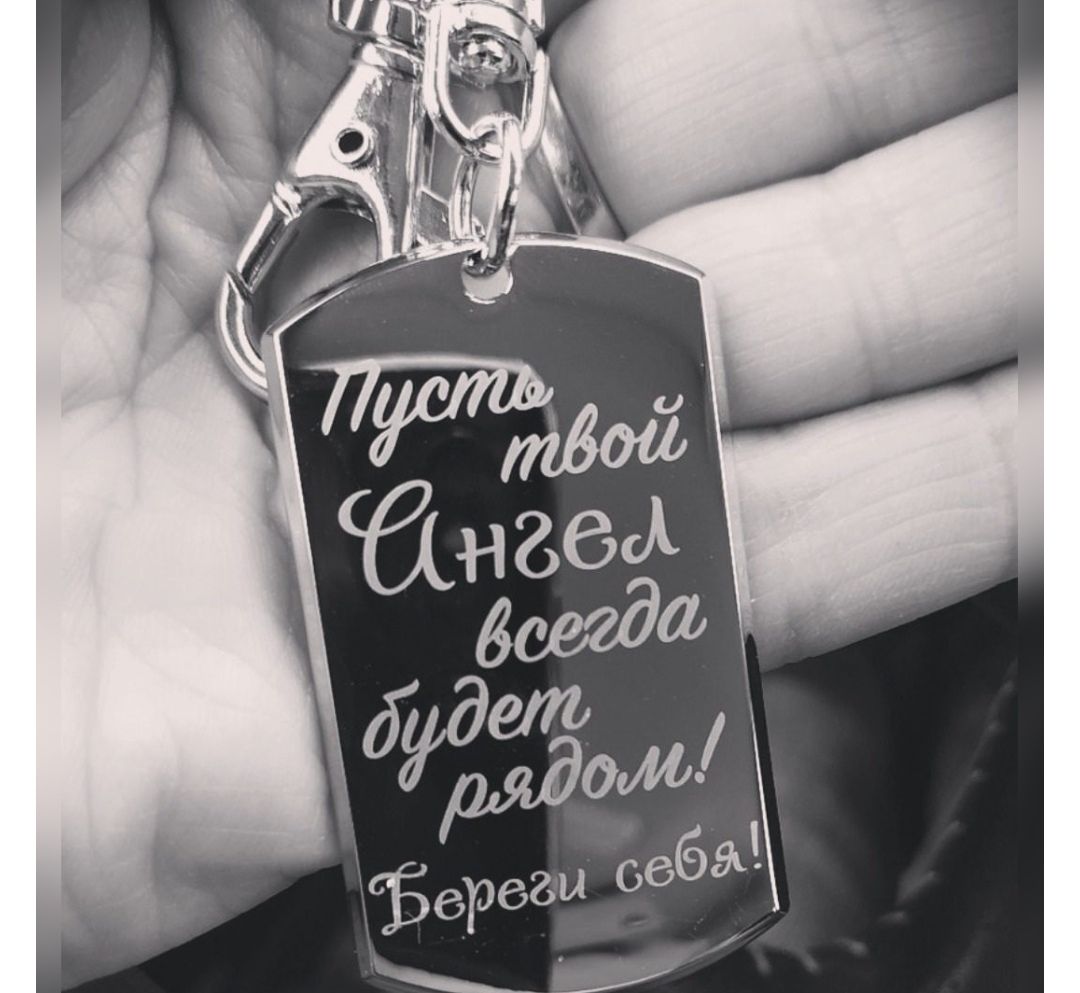 Пусть
твой
Ангел
всегда
будет
рядом!
Береги себя!